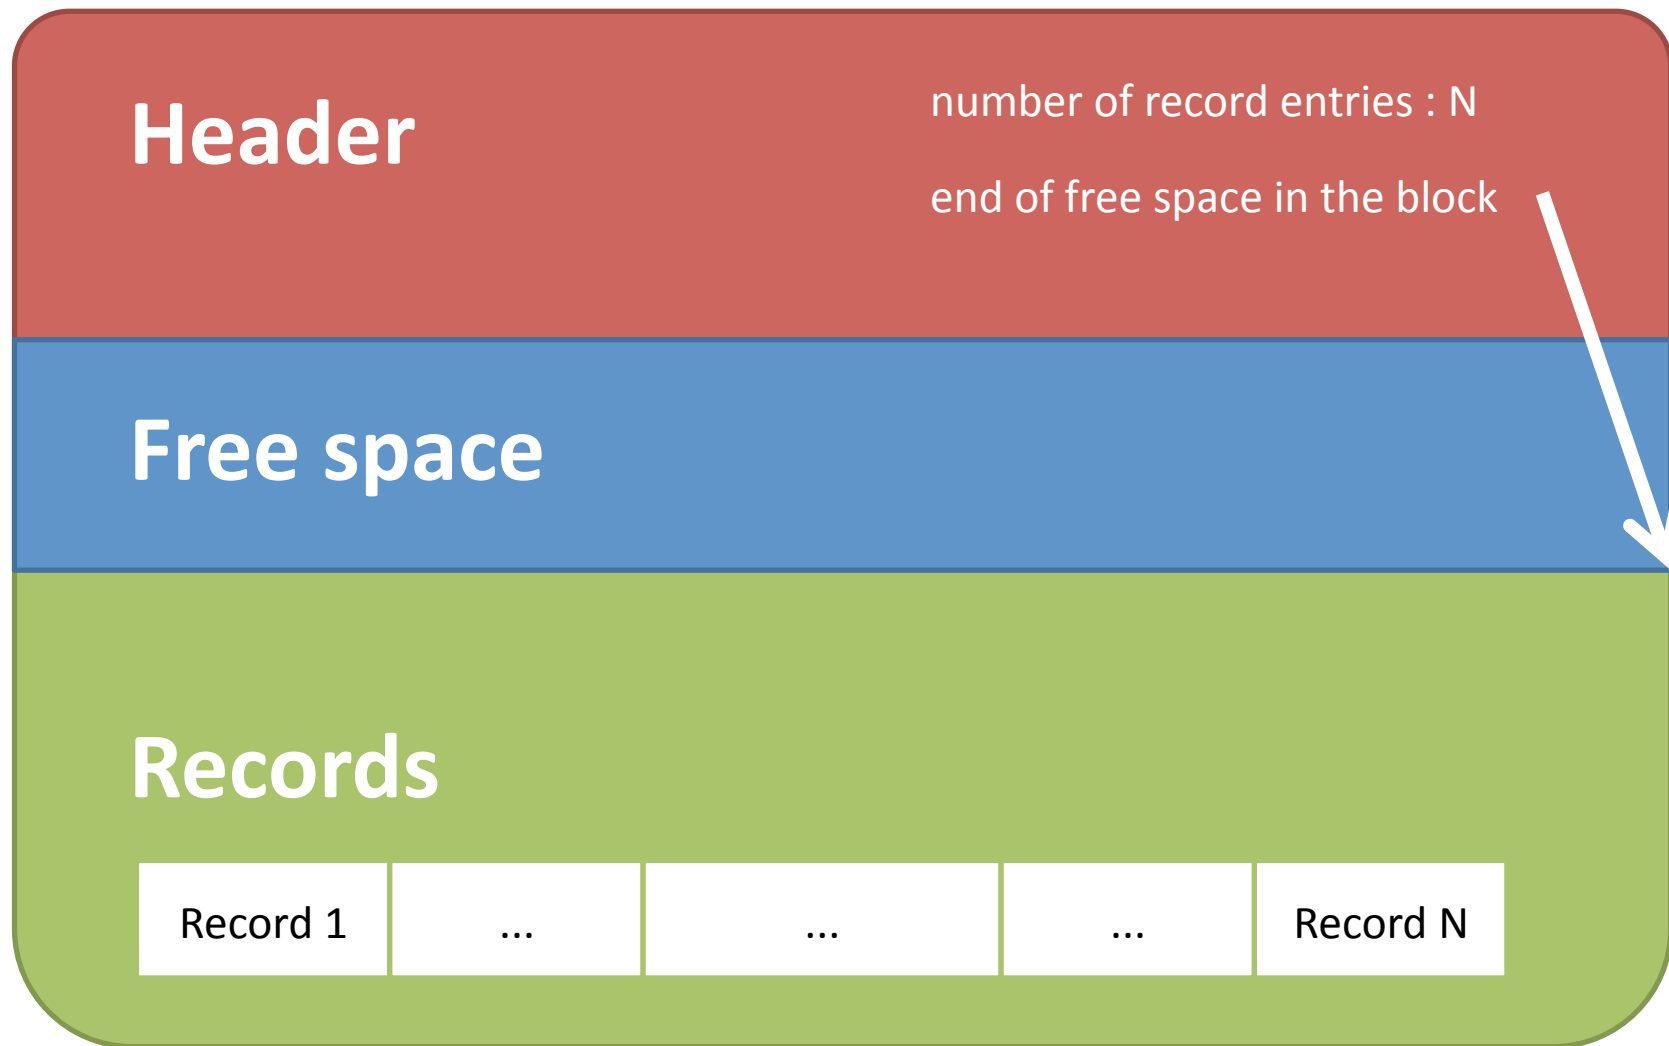 Header
number of record entries : N
end of free space in the block
Free space
Records
Record 1 ... ... ... Record N